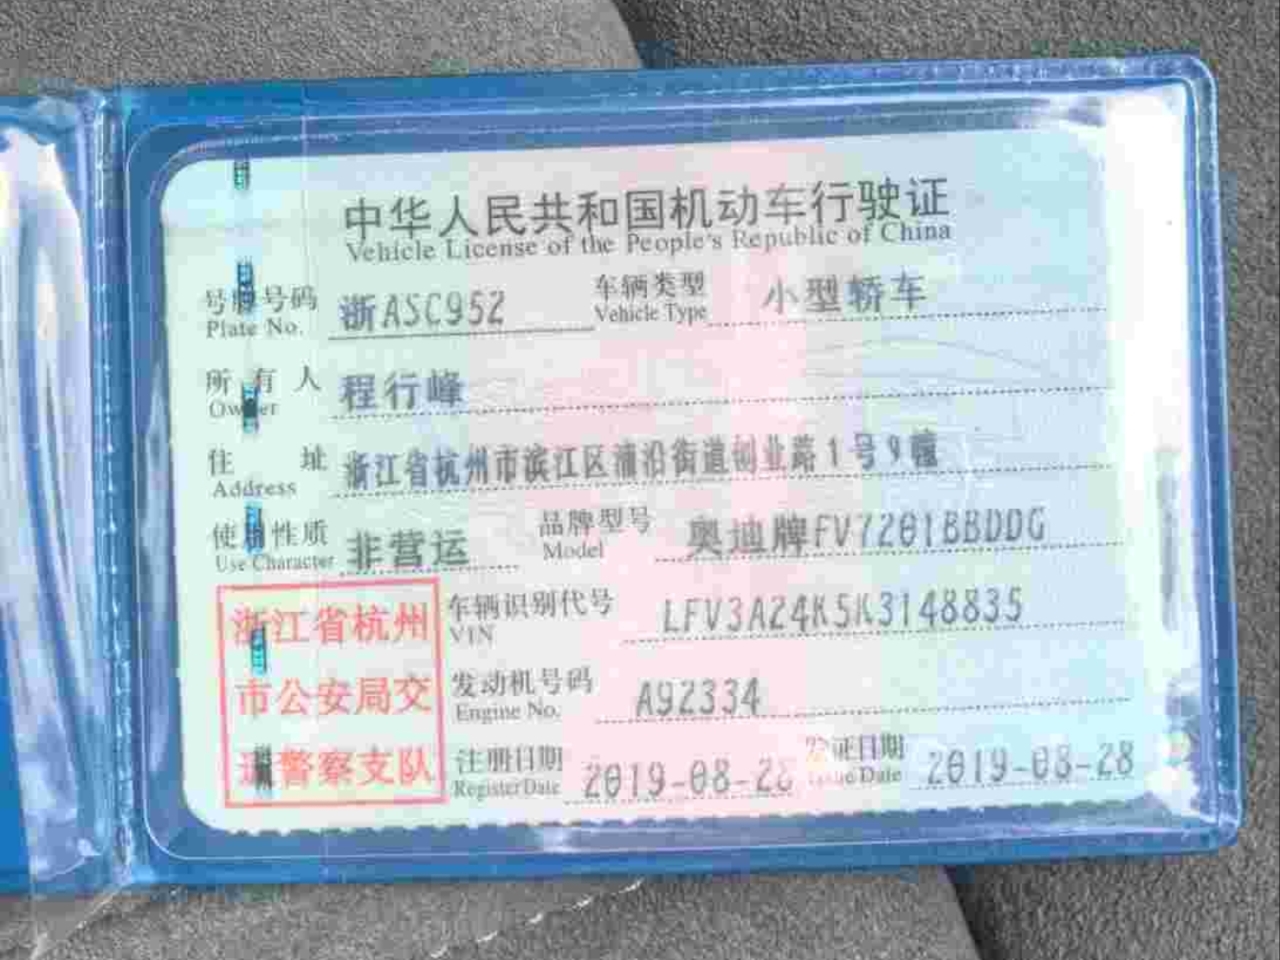 中华人民共和国机动车行驶证
Vehicle License of the People's Republic of China
号牌号码 浙A5C952 车辆类型 小型轿车
Plate No. Vehicle Type
所有人 程行峰
Owner
住址 浙江省杭州市滨江区浦沿街道创业路1号9幢
Address
使用性质 非营运 品牌型号 奥迪牌FV7201BBDDG
Use Character Model
浙江省杭州
市公安局交
通警察支队
车辆识别代号 LFV3A24K5K3148835
VIN
发动机号码 A92334
Engine No.
注册日期 2019-08-28 发证日期 2019-08-28
Register Date Issue Date